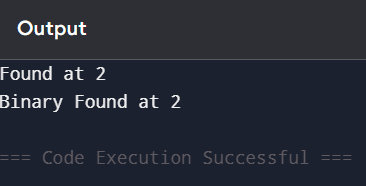 Output
Found at 2
Binary Found at 2
=== Code Execution Successful ===